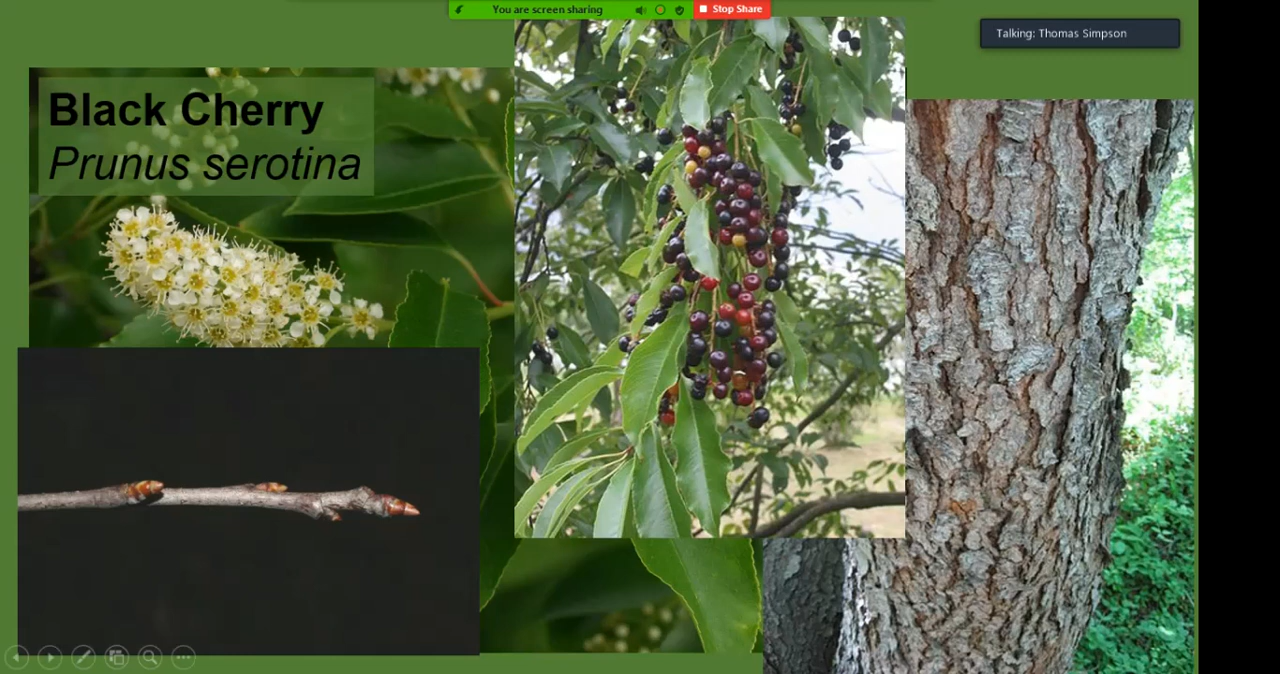 You are screen sharing
Stop Share
Talking: Thomas Simpson
Black Cherry
Prunus serotina